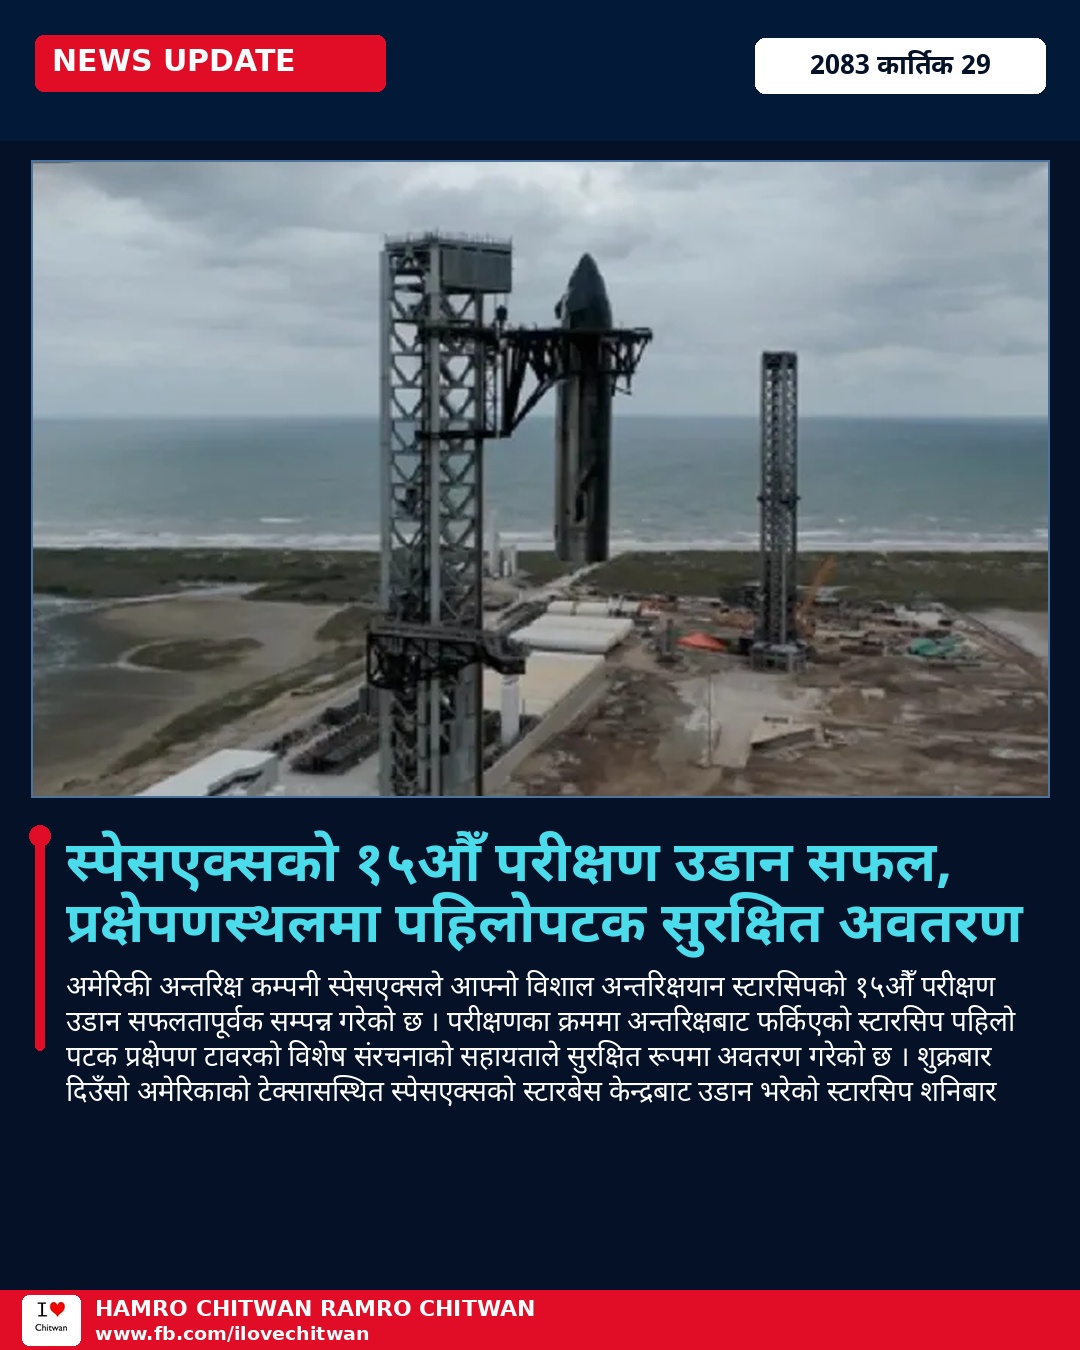 NEWS UPDATE
2083 कार्तिक 29
स्पेसएक्सको १५औँ परीक्षण उडान सफल,
प्रक्षेपणस्थलमा पहिलोपटक सुरक्षित अवतरण
अमेरिकी अन्तरिक्ष कम्पनी स्पेसएक्सले आफ्नो विशाल अन्तरिक्षयान स्टारसिपको १५औँ परीक्षण
उडान सफलतापूर्वक सम्पन्न गरेको छ । परीक्षणका क्रममा अन्तरिक्षबाट फर्किएको स्टारसिप पहिलो
पटक प्रक्षेपण टावरको विशेष संरचनाको सहायताले सुरक्षित रूपमा अवतरण गरेको छ । शुक्रबार
दिउँसो अमेरिकाको टेक्सासस्थित स्पेसएक्सको स्टारबेस केन्द्रबाट उडान भरेको स्टारसिप शनिबार
I❤
Chitwan
HAMRO CHITWAN RAMRO CHITWAN
www.fb.com/ilovechitwan